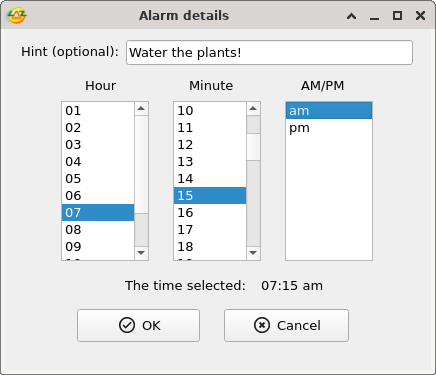 Alarm details
Hint (optional): Water the plants!
Hour Minute AM/PM
01 10 am
02 11 pm
03 12
04 13
05 14
06 15
07 16
08 17
09 18
The time selected: 07:15 am
OK Cancel